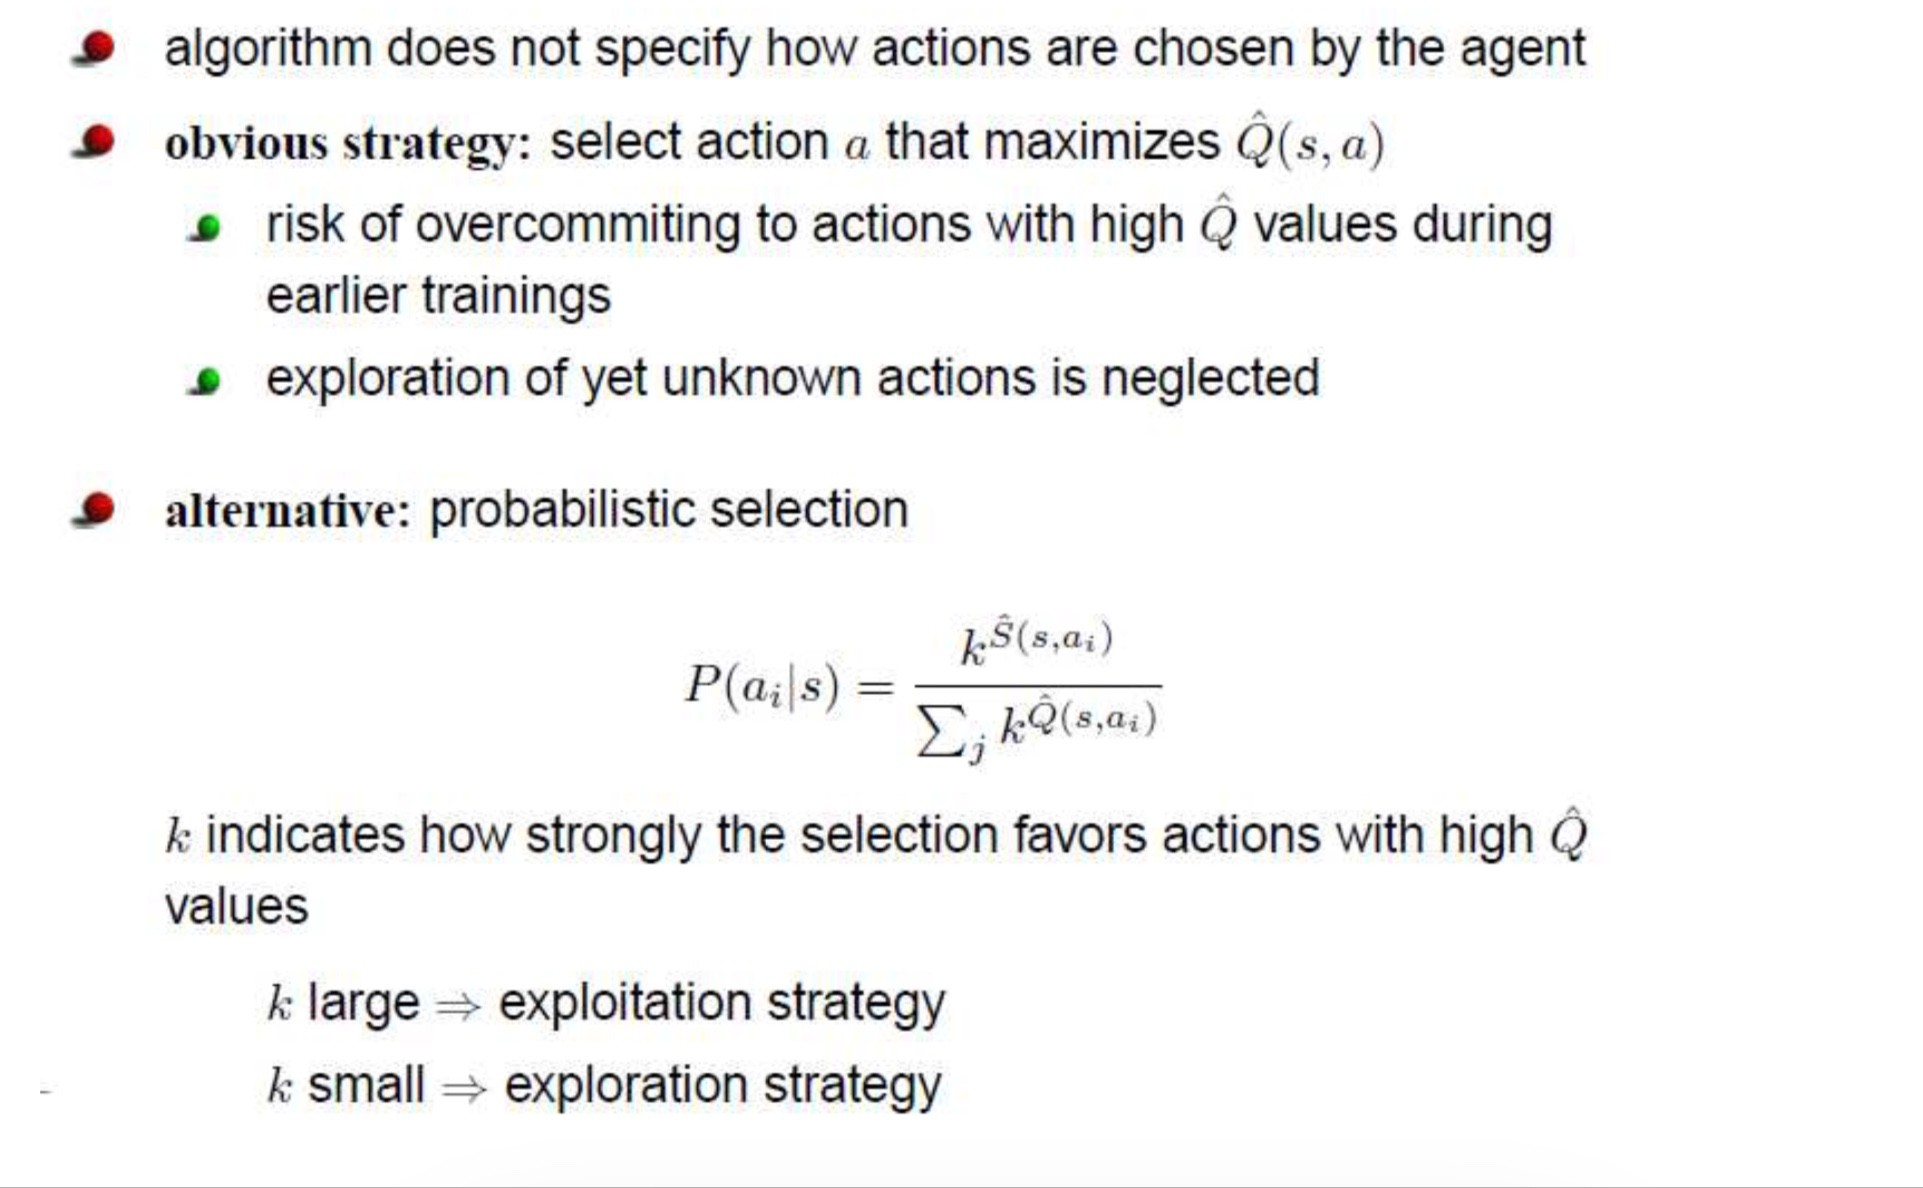 algorithm does not specify how actions are chosen by the agent
obvious strategy: select action a that maximizes Q̂(s, a)
risk of overcommiting to actions with high Q̂ values during
earlier trainings
exploration of yet unknown actions is neglected
alternative: probabilistic selection
P(a_i|s) = k^{Ŝ(s,a_i)} / ∑_j k^{Q̂(s,a_i)}
k indicates how strongly the selection favors actions with high Q̂
values
k large ⇒ exploitation strategy
k small ⇒ exploration strategy